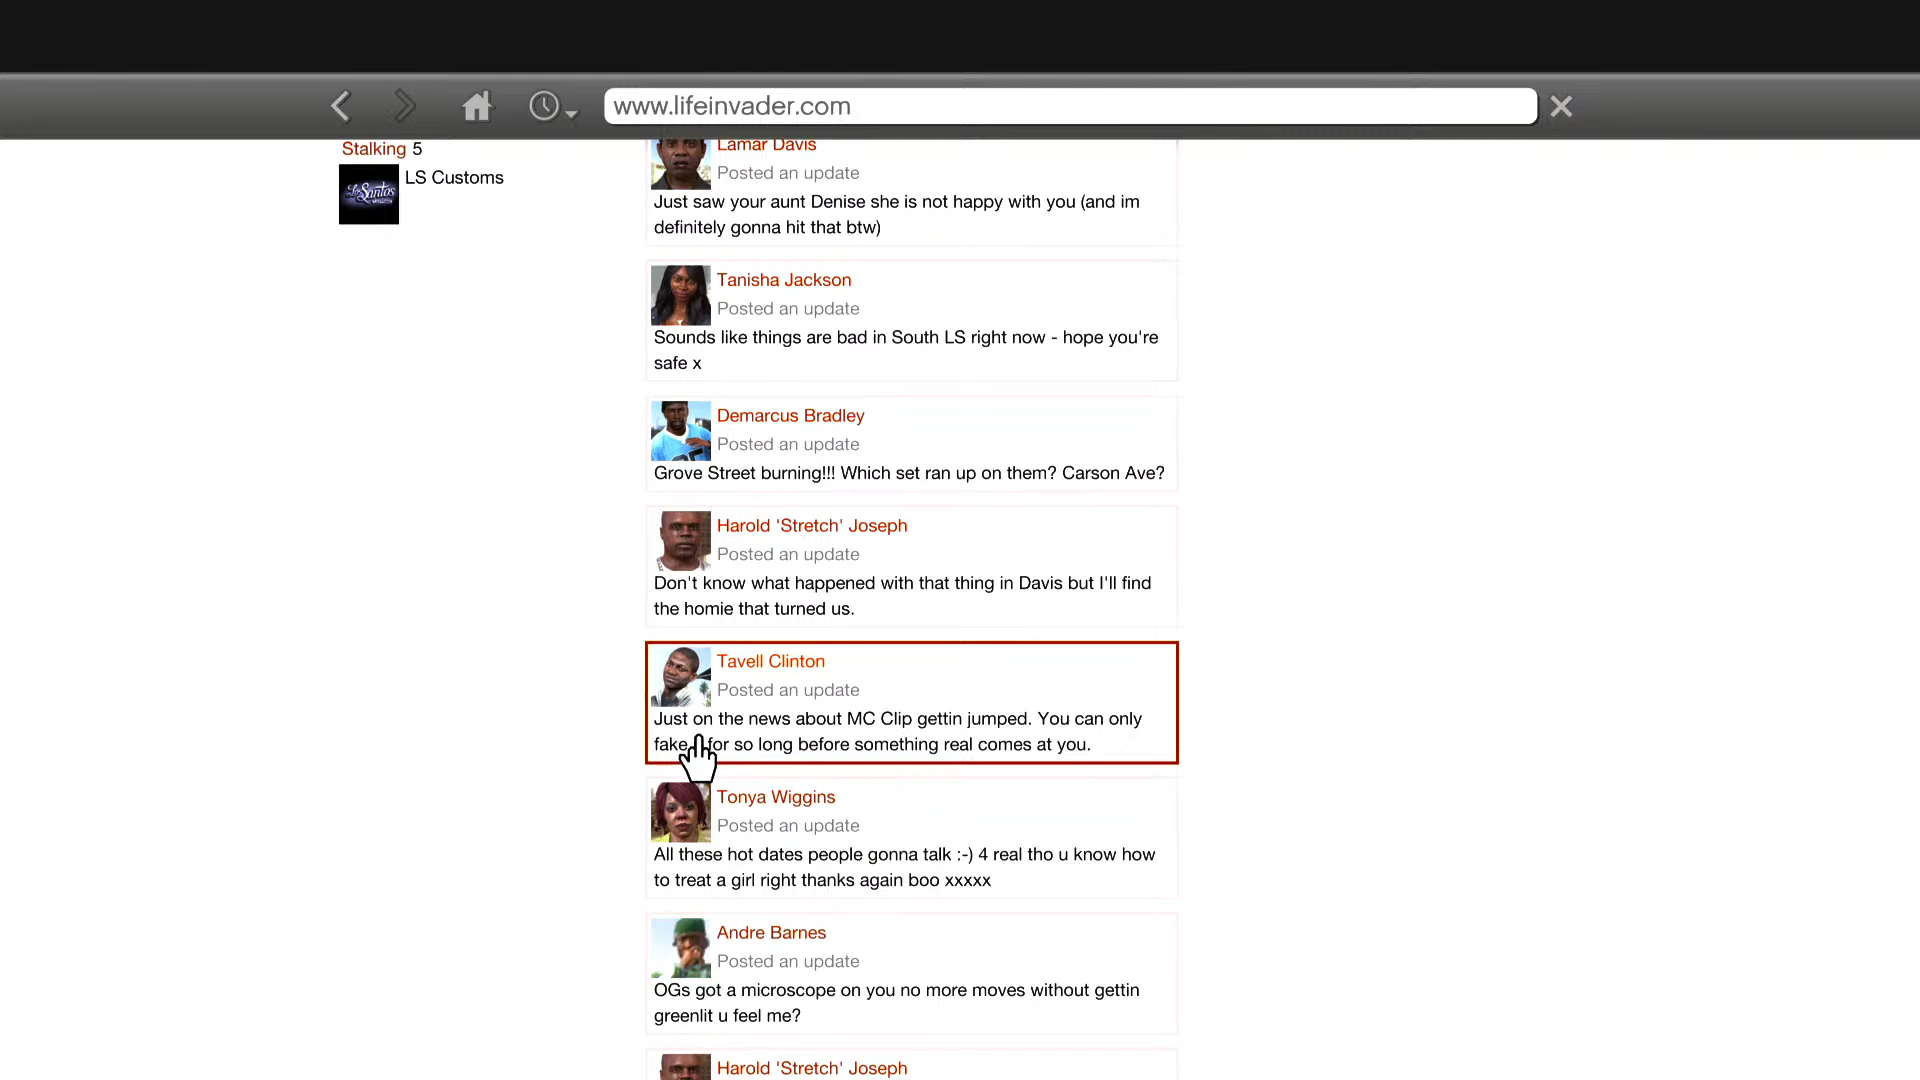 www.lifeinvader.com
Stalking 5
Los Santos
LS Customs
Lamar Davis
Posted an update
Just saw your aunt Denise she is not happy with you (and im
definitely gonna hit that btw)
Tanisha Jackson
Posted an update
Sounds like things are bad in South LS right now - hope you're
safe x
Demarcus Bradley
Posted an update
Grove Street burning!!! Which set ran up on them? Carson Ave?
Harold 'Stretch' Joseph
Posted an update
Don't know what happened with that thing in Davis but I'll find
the homie that turned us.
Tavell Clinton
Posted an update
Just on the news about MC Clip gettin jumped. You can only
fake for so long before something real comes at you.
Tonya Wiggins
Posted an update
All these hot dates people gonna talk :-) 4 real tho u know how
to treat a girl right thanks again boo xxxxx
Andre Barnes
Posted an update
OGs got a microscope on you no more moves without gettin
greenlit u feel me?
Harold 'Stretch' Joseph